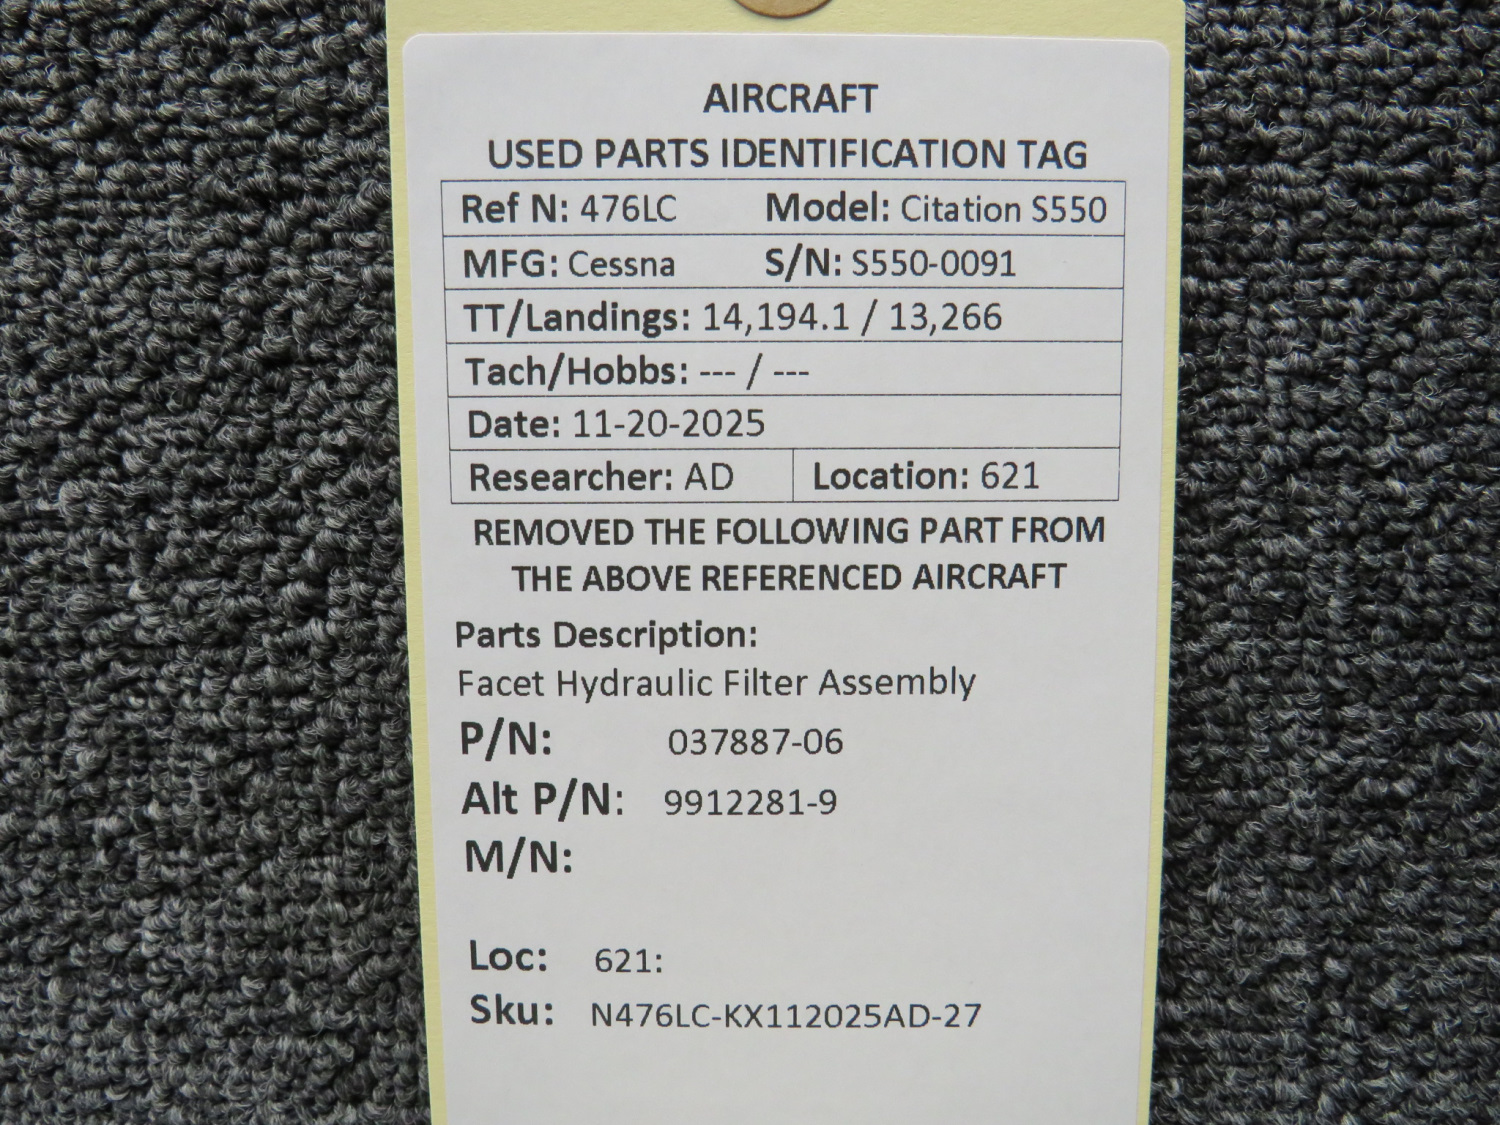 AIRCRAFT
USED PARTS IDENTIFICATION TAG
Ref N: 476LC Model: Citation S550
MFG: Cessna S/N: S550-0091
TT/Landings: 14,194.1 / 13,266
Tach/Hobbs: --- / ---
Date: 11-20-2025
Researcher: AD Location: 621
REMOVED THE FOLLOWING PART FROM
THE ABOVE REFERENCED AIRCRAFT
Parts Description:
Facet Hydraulic Filter Assembly
P/N: 037887-06
Alt P/N: 9912281-9
M/N:
Loc: 621:
Sku: N476LC-KX112025AD-27